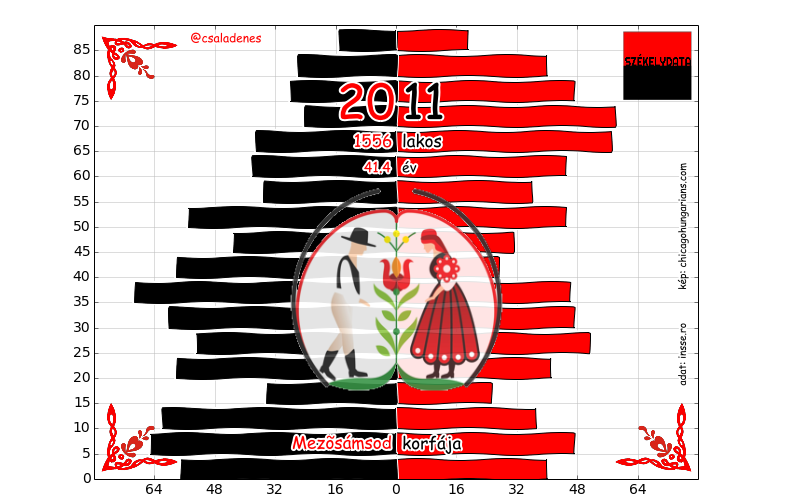 @csaladenes
SZÉKELYDATA
2011
1556 lakos
41,4 év
kép: chicagohungarians.com
adat: insse.ro
Mezõsámsod korfája
85
80
75
70
65
60
55
50
45
40
35
30
25
20
15
10
5
0
64 48 32 16 0 16 32 48 64